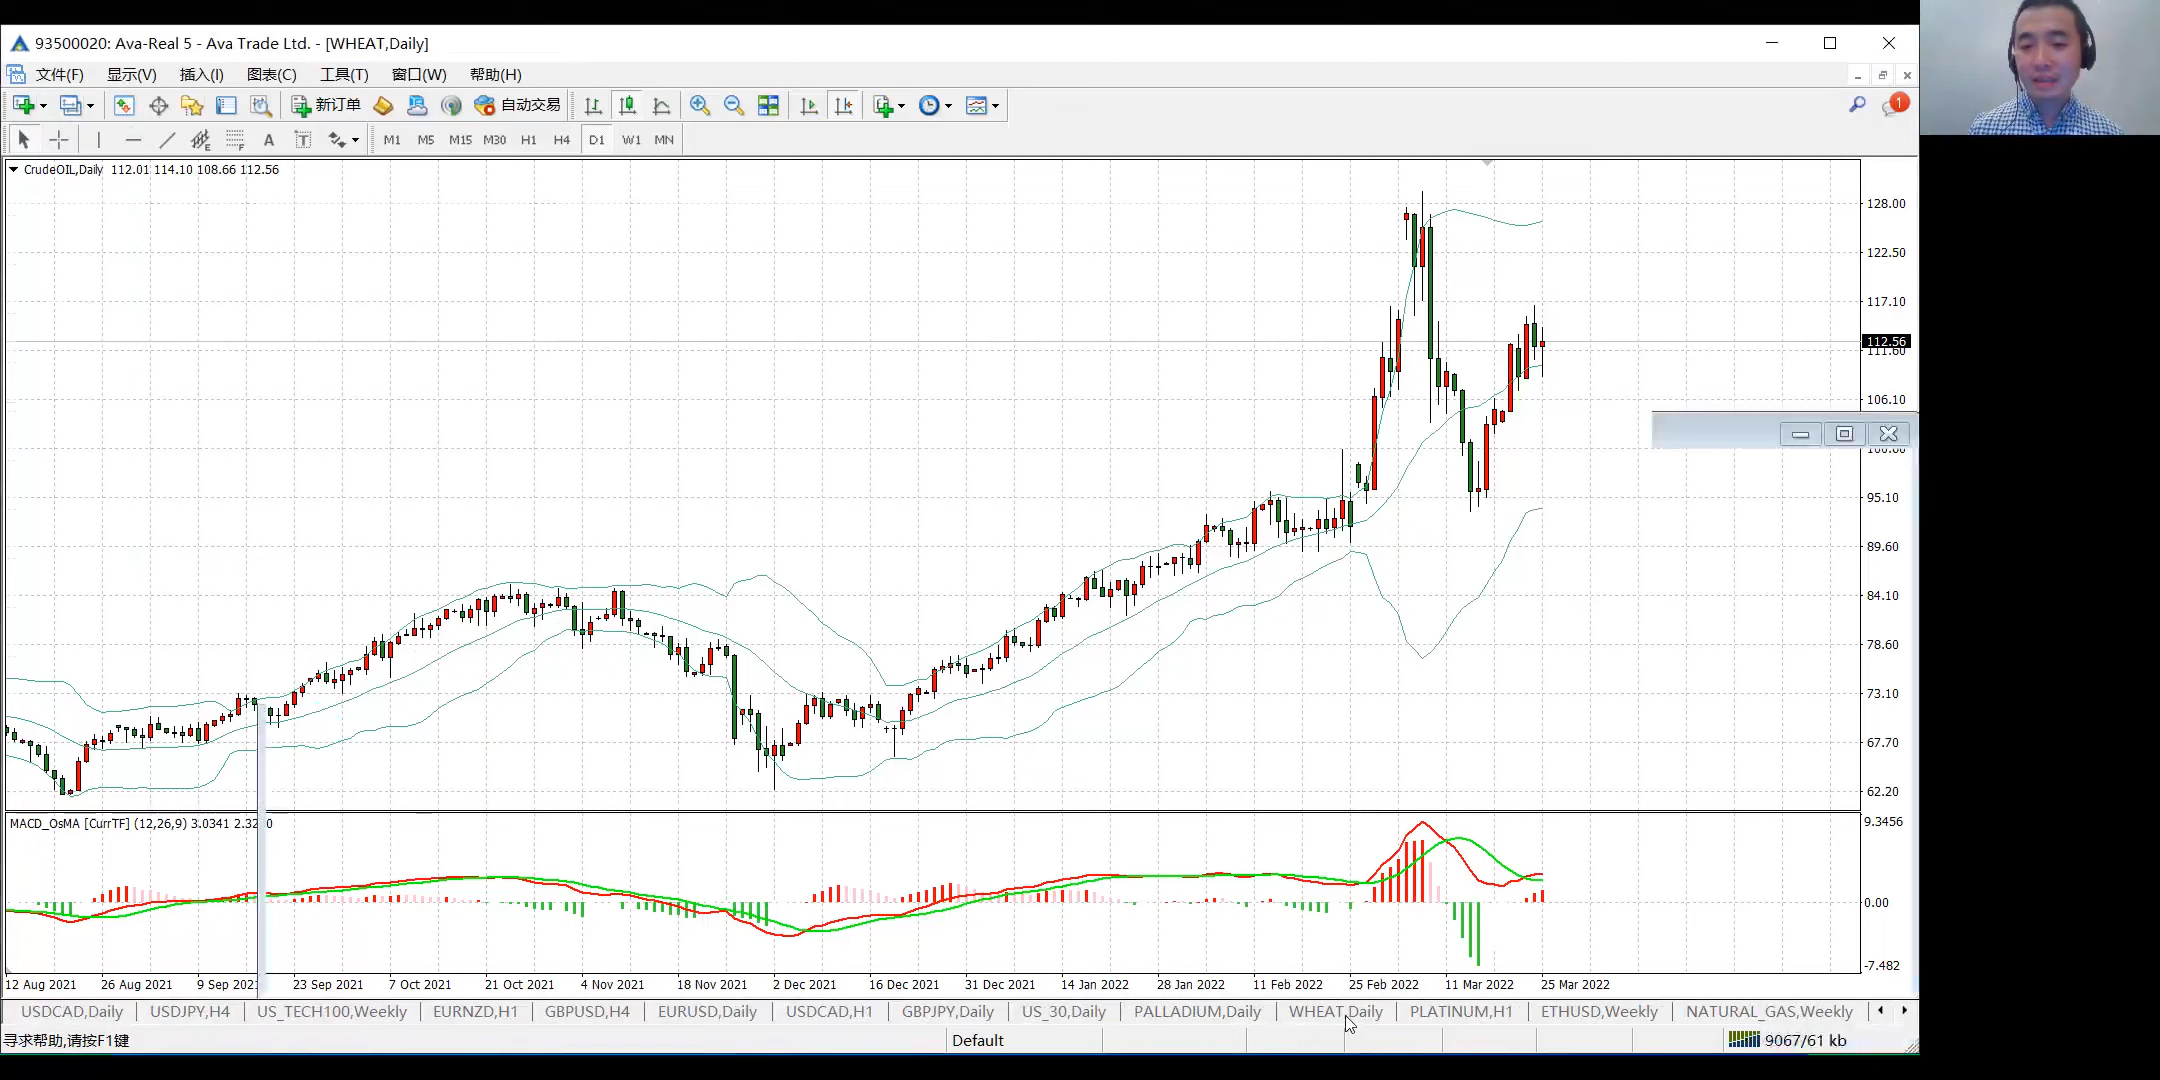 93500020: Ava-Real 5 - Ava Trade Ltd. - [WHEAT,Daily]
文件(F) 显示(V) 插入(I) 图表(C) 工具(T) 窗口(W) 帮助(H)
新订单 自动交易 1
A T E F M1 M5 M15 M30 H1 H4 D1 W1 MN
CrudeOIL,Daily 112.01 114.10 108.66 112.56
128.00
122.50
117.10
112.56
111.60
106.10
95.10
89.60
84.10
78.60
73.10
67.70
62.20
MACD_OsMA [CurrTF] (12,26,9) 3.0341
9.3456
0.00
-7.482
12 Aug 2021 26 Aug 2021 9 Sep 2021 23 Sep 2021 7 Oct 2021 21 Oct 2021 4 Nov 2021 18 Nov 2021 2 Dec 2021 16 Dec 2021 31 Dec 2021 14 Jan 2022 28 Jan 2022 11 Feb 2022 25 Feb 2022 11 Mar 2022 25 Mar 2022
USDCAD,Daily USDJPY,H4 US_TECH100,Weekly EURNZD,H1 GBPUSD,H4 EURUSD,Daily USDCAD,H1 GBPJPY,Daily US_30,Daily PALLADIUM,Daily WHEAT,Daily PLATINUM,H1 ETHUSD,Weekly NATURAL_GAS,Weekly
寻求帮助,请按F1键 Default 9067/61 kb